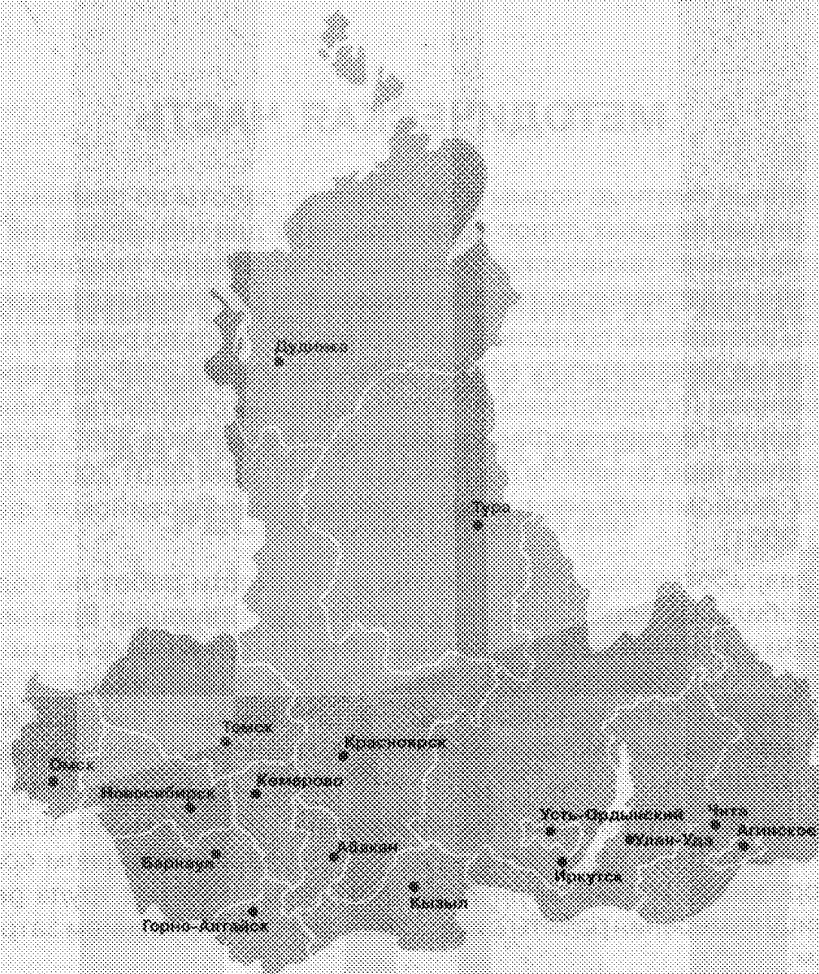 Дудинка
Тура
Томск
Красноярск
Омск
Кемерово
Новосибирск
Усть-Ордынский
Чита
Агинское
Улан-Удэ
Абакан
Барнаул
Иркутск
Кызыл
Горно-Алтайск